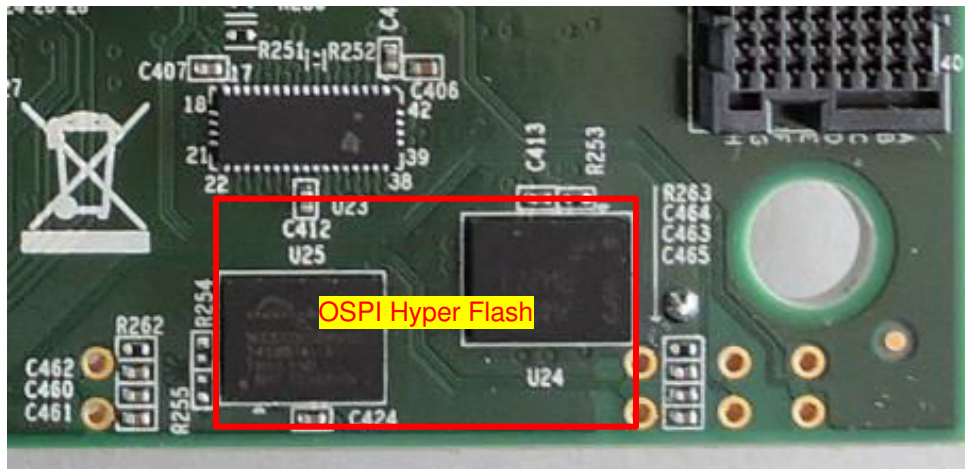 R251
R252
C407
17
C406
18
42
40
21
39
22
38
C413
R253
H
G
F
E
D
C
B
A
U23
C412
U25
R263
C464
C463
C465
R254
OSPI Hyper Flash
R262
C462
C460
C461
R255
U24
C424